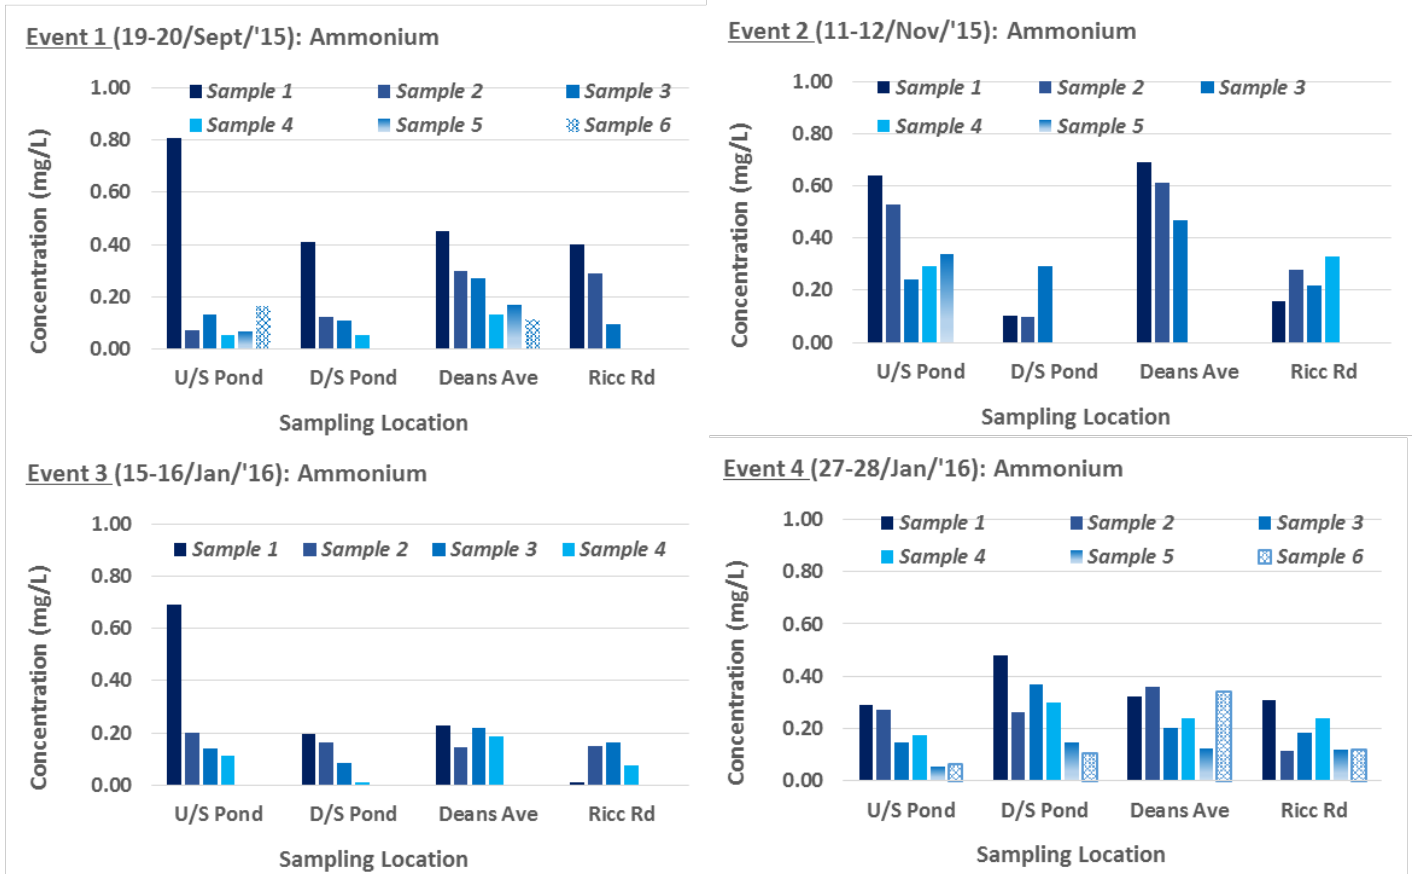 Event 1 (19-20/Sept/'15): Ammonium
1.00
0.80
0.60
0.40
0.20
0.00
Concentration (mg/L)
Sample 1 Sample 2 Sample 3
Sample 4 Sample 5 Sample 6
U/S Pond D/S Pond Deans Ave Ricc Rd
Sampling Location
Event 2 (11-12/Nov/'15): Ammonium
1.00
0.80
0.60
0.40
0.20
0.00
Concentration (mg/L)
Sample 1 Sample 2 Sample 3
Sample 4 Sample 5
U/S Pond D/S Pond Deans Ave Ricc Rd
Sampling Location
Event 3 (15-16/Jan/'16): Ammonium
1.00
0.80
0.60
0.40
0.20
0.00
Concentration (mg/L)
Sample 1 Sample 2 Sample 3 Sample 4
U/S Pond D/S Pond Deans Ave Ricc Rd
Sampling Location
Event 4 (27-28/Jan/'16): Ammonium
1.00
0.80
0.60
0.40
0.20
0.00
Concentration (mg/L)
Sample 1 Sample 2 Sample 3
Sample 4 Sample 5 Sample 6
U/S Pond D/S Pond Deans Ave Ricc Rd
Sampling Location